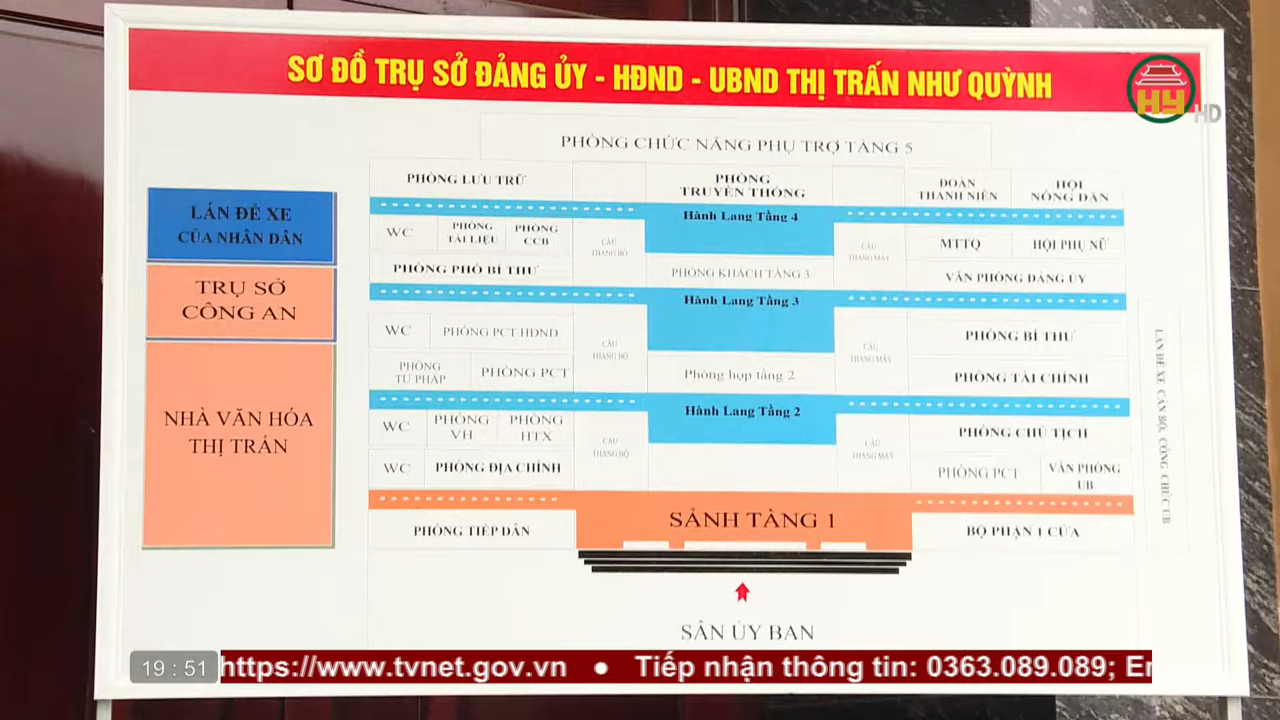 SƠ ĐỒ TRỤ SỞ ĐẢNG ỦY - HĐND - UBND THỊ TRẤN NHƯ QUỲNH
HY
HD
PHÒNG CHỨC NĂNG PHỤ TRỢ TẦNG 5
LÁN ĐỂ XE
CỦA NHÂN DÂN
TRỤ SỞ
CÔNG AN
NHÀ VĂN HÓA
THỊ TRẤN
PHÒNG LƯU TRỮ
PHÒNG
TRUYỀN THỐNG
ĐOÀN
THANH NIÊN
HỘI
NÔNG DÂN
Hành Lang Tầng 4
WC
PHÒNG
TÀI LIỆU
PHÒNG
CCB
CẦU
THANG BỘ
CẦU
THANG MÁY
MTTQ
HỘI PHỤ NỮ
PHÒNG PHÓ BÍ THƯ
PHÒNG KHÁCH TẦNG 3
VĂN PHÒNG ĐẢNG ỦY
Hành Lang Tầng 3
WC
PHÒNG PCT HĐND
CẦU
THANG BỘ
CẦU
THANG MÁY
PHÒNG BÍ THƯ
PHÒNG
TƯ PHÁP
PHÒNG PCT
Phòng họp tầng 2
PHÒNG TÀI CHÍNH
Hành Lang Tầng 2
WC
PHÒNG
VH
PHÒNG
HTX
CẦU
THANG BỘ
CẦU
THANG MÁY
PHÒNG CHỦ TỊCH
WC
PHÒNG ĐỊA CHÍNH
PHÒNG PCT
VĂN PHÒNG
UB
SẢNH TẦNG 1
PHÒNG TIẾP DÂN
BỘ PHẬN 1 CỬA
LÁN ĐỂ XE CÁN BỘ, CÔNG CHỨC UB
SÂN ỦY BAN
19 : 51
https://www.tvnet.gov.vn ● Tiếp nhận thông tin: 0363.089.089;